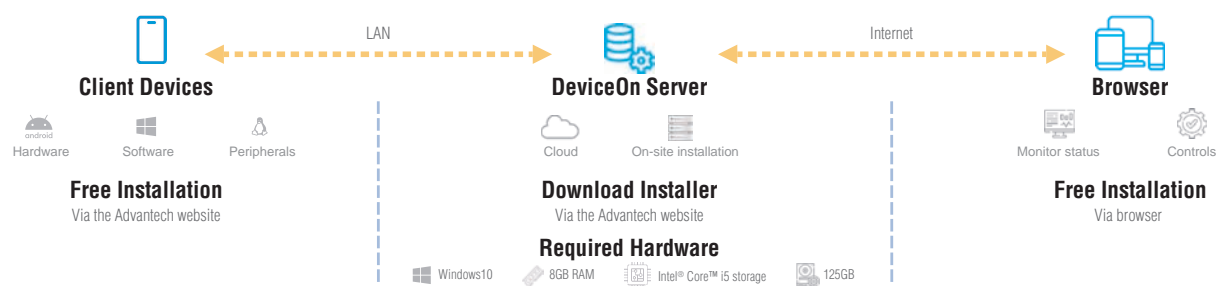 LAN
Internet
Client Devices
DeviceOn Server
Browser
android
Hardware
Software
Peripherals
Cloud
On-site installation
Monitor status
Controls
Free Installation
Via the Advantech website
Download Installer
Via the Advantech website
Free Installation
Via browser
Required Hardware
Windows10
8GB RAM
Intel® Core™ i5 storage
125GB